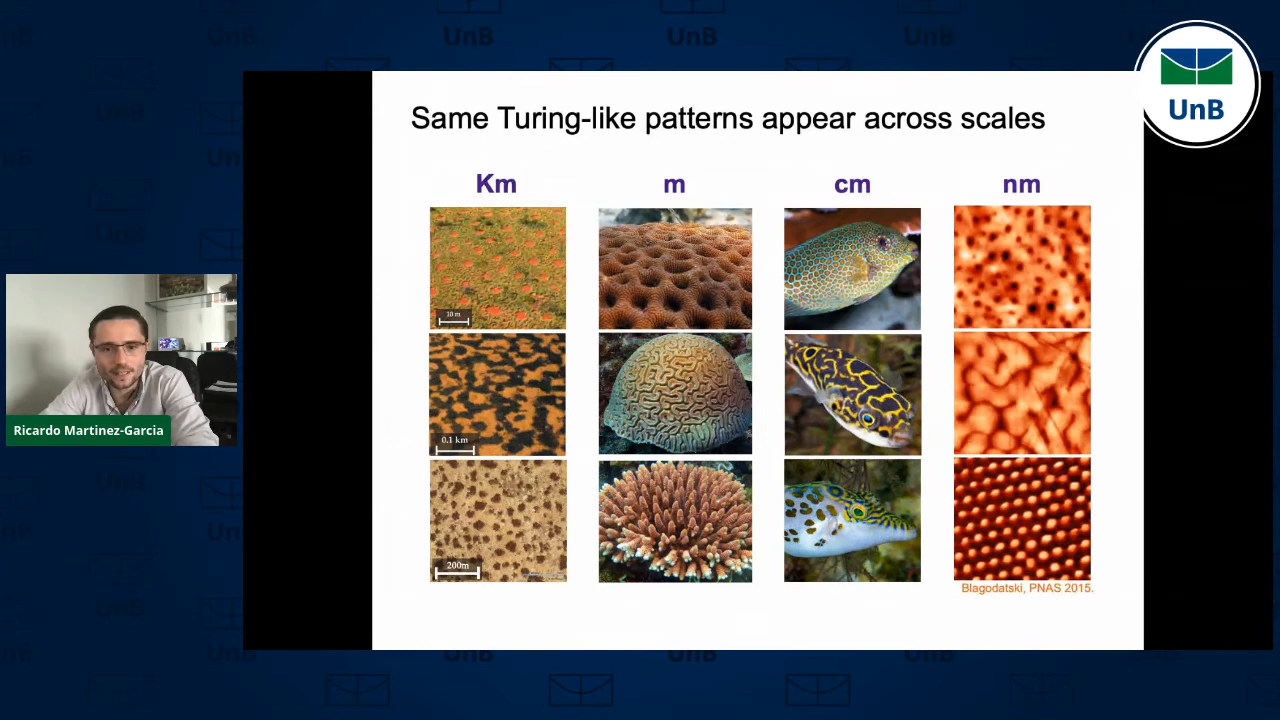 UnB
Same Turing-like patterns appear across scales
Km
m
cm
nm
10 m
0.1 km
200m
Blagodatski, PNAS 2015.
Ricardo Martinez-Garcia